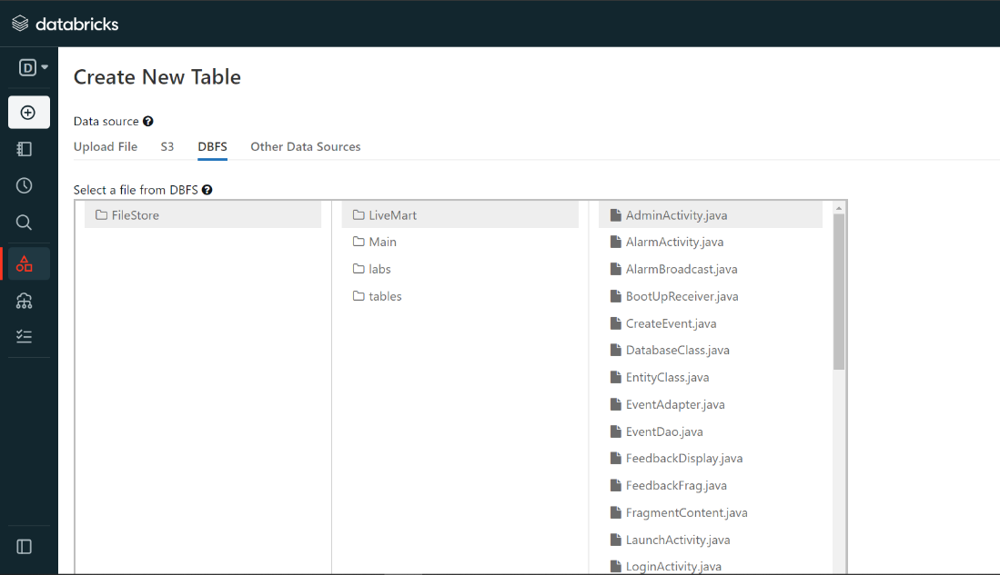 databricks
D
Create New Table
Data source ?
Upload File S3 DBFS Other Data Sources
Select a file from DBFS ?
FileStore
LiveMart
Main
labs
tables
AdminActivity.java
AlarmActivity.java
AlarmBroadcast.java
BootUpReceiver.java
CreateEvent.java
DatabaseClass.java
EntityClass.java
EventAdapter.java
EventDao.java
FeedbackDisplay.java
FeedbackFrag.java
FragmentContent.java
LaunchActivity.java
LoginActivity.java